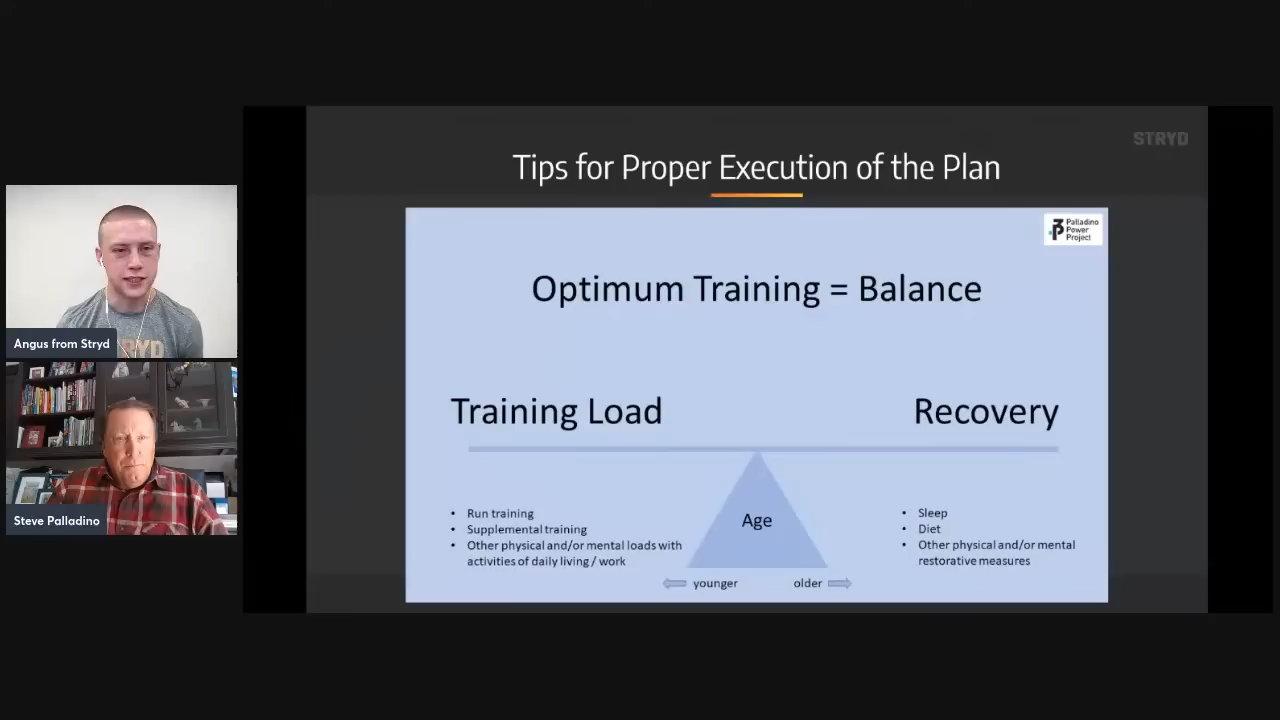 STRYD
Tips for Proper Execution of the Plan
Palladino
Power
Project
Optimum Training = Balance
Training Load
Recovery
• Run training
• Supplemental training
• Other physical and/or mental loads with
activities of daily living / work
Age
younger
older
• Sleep
• Diet
• Other physical and/or mental
restorative measures
STRYD
Angus from Stryd
Steve Palladino